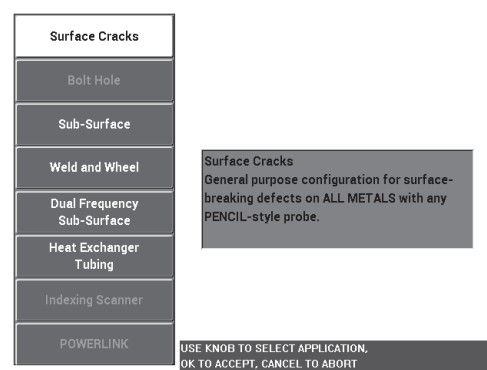 Surface Cracks
Bolt Hole
Sub-Surface
Weld and Wheel
Dual Frequency
Sub-Surface
Heat Exchanger
Tubing
Indexing Scanner
POWERLINK
Surface Cracks
General purpose configuration for surface-
breaking defects on ALL METALS with any
PENCIL-style probe.
USE KNOB TO SELECT APPLICATION,
OK TO ACCEPT, CANCEL TO ABORT